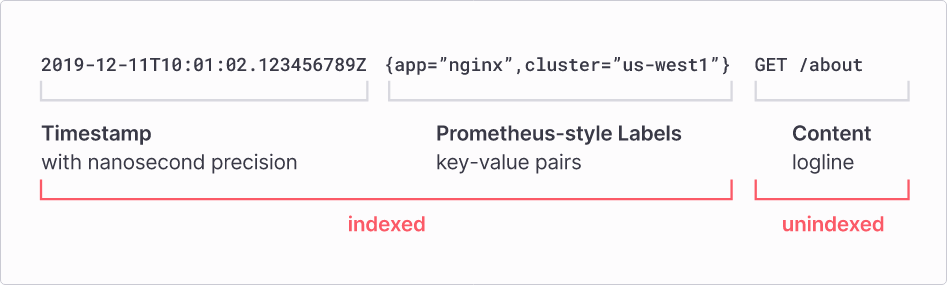 2019-12-11T10:01:02.123456789Z {app=”nginx”,cluster=”us-west1”} GET /about
Timestamp Prometheus-style Labels Content
with nanosecond precision key-value pairs logline
indexed unindexed